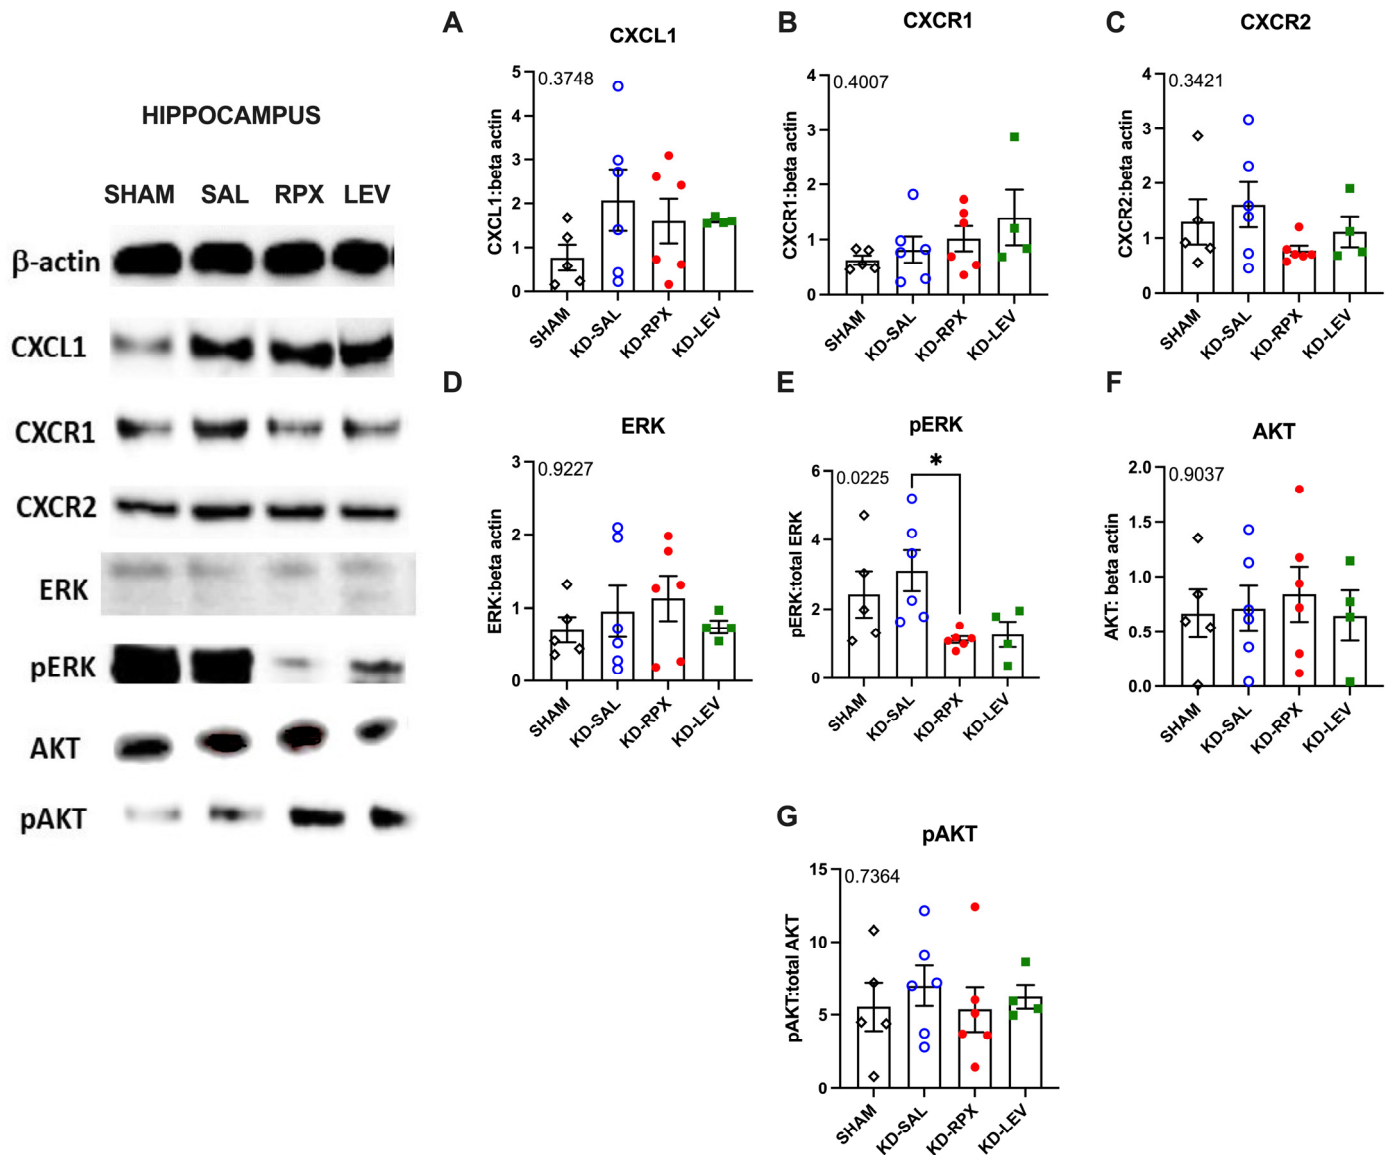 HIPPOCAMPUS
SHAM SAL RPX LEV
β-actin
CXCL1
CXCR1
CXCR2
ERK
pERK
AKT
pAKT
A
CXCL1
0.3748
CXCL1:beta actin
5
4
3
2
1
0
SHAM
KD-SAL
KD-RPX
KD-LEV
B
CXCR1
0.4007
CXCR1:beta actin
4
3
2
1
0
SHAM
KD-SAL
KD-RPX
KD-LEV
C
CXCR2
0.3421
CXCR2:beta actin
4
3
2
1
0
SHAM
KD-SAL
KD-RPX
KD-LEV
D
ERK
0.9227
ERK:beta actin
3
2
1
0
SHAM
KD-SAL
KD-RPX
KD-LEV
E
pERK
0.0225
*
pERK:total ERK
6
4
2
0
SHAM
KD-SAL
KD-RPX
KD-LEV
F
AKT
0.9037
AKT: beta actin
2.0
1.5
1.0
0.5
0.0
SHAM
KD-SAL
KD-RPX
KD-LEV
G
pAKT
0.7364
pAKT:total AKT
15
10
5
0
SHAM
KD-SAL
KD-RPX
KD-LEV